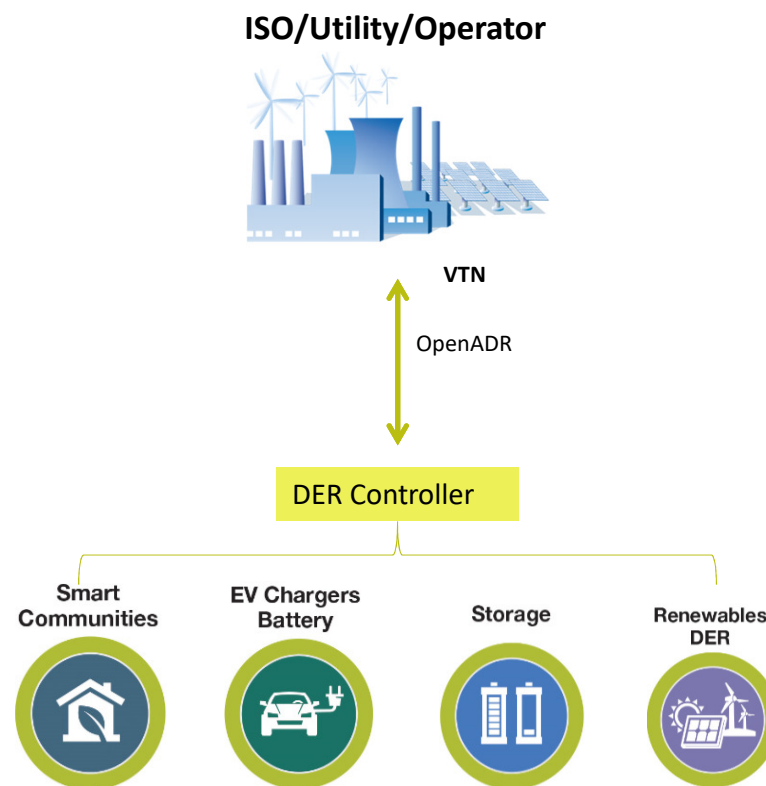 ISO/Utility/Operator
VTN
OpenADR
DER Controller
Smart
Communities
EV Chargers
Battery
Storage
Renewables
DER